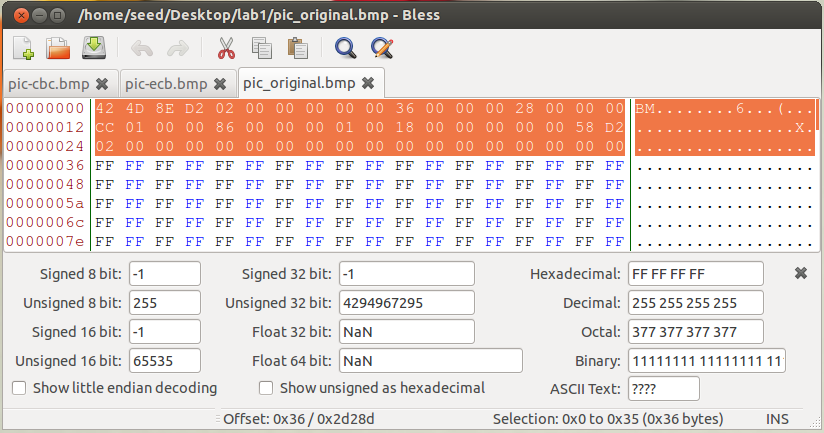 /home/seed/Desktop/lab1/pic_original.bmp - Bless
pic-cbc.bmp pic-ecb.bmp pic_original.bmp
00000000 42 4D 8E D2 02 00 00 00 00 00 36 00 00 00 28 00 00 00 BM........6...(...
00000012 CC 01 00 00 86 00 00 00 01 00 18 00 00 00 00 00 58 D2 ................X.
00000024 02 00 00 00 00 00 00 00 00 00 00 00 00 00 00 00 00 00 ..................
00000036 FF FF FF FF FF FF FF FF FF FF FF FF FF FF FF FF FF FF ..................
00000048 FF FF FF FF FF FF FF FF FF FF FF FF FF FF FF FF FF FF ..................
0000005a FF FF FF FF FF FF FF FF FF FF FF FF FF FF FF FF FF FF ..................
0000006c FF FF FF FF FF FF FF FF FF FF FF FF FF FF FF FF FF FF ..................
0000007e FF FF FF FF FF FF FF FF FF FF FF FF FF FF FF FF FF FF ..................
Signed 8 bit: -1 Signed 32 bit: -1 Hexadecimal: FF FF FF FF
Unsigned 8 bit: 255 Unsigned 32 bit: 4294967295 Decimal: 255 255 255 255
Signed 16 bit: -1 Float 32 bit: NaN Octal: 377 377 377 377
Unsigned 16 bit: 65535 Float 64 bit: NaN Binary: 11111111 11111111 11
Show little endian decoding Show unsigned as hexadecimal ASCII Text: ????
Offset: 0x36 / 0x2d28d Selection: 0x0 to 0x35 (0x36 bytes) INS